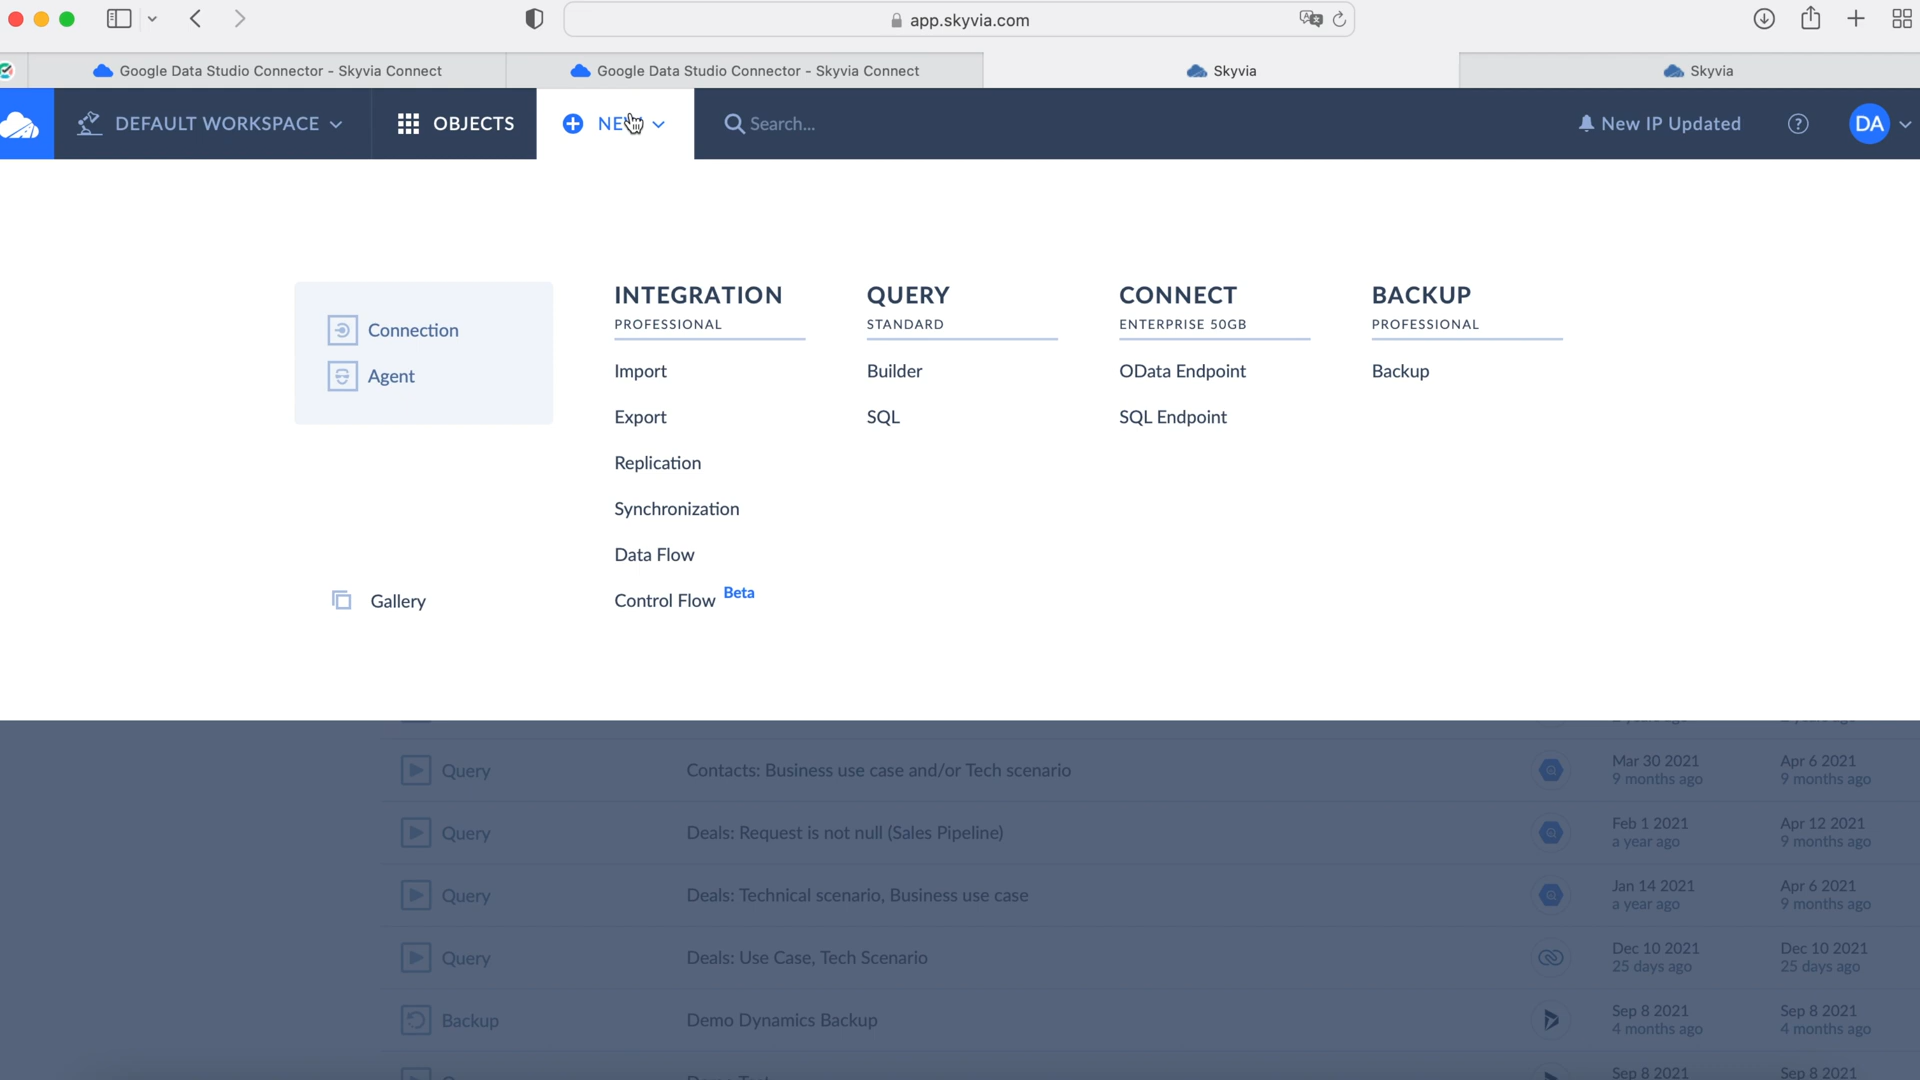 app.skyvia.com
Google Data Studio Connector - Skyvia Connect
Google Data Studio Connector - Skyvia Connect
Skyvia
Skyvia
DEFAULT WORKSPACE
OBJECTS
NEW
Search...
New IP Updated
DA
Connection
Agent
Gallery
INTEGRATION
PROFESSIONAL
Import
Export
Replication
Synchronization
Data Flow
Control Flow Beta
QUERY
STANDARD
Builder
SQL
CONNECT
ENTERPRISE 50GB
OData Endpoint
SQL Endpoint
BACKUP
PROFESSIONAL
Backup
Query
Contacts: Business use case and/or Tech scenario
Mar 30 2021
9 months ago
Apr 6 2021
9 months ago
Query
Deals: Request is not null (Sales Pipeline)
Feb 1 2021
a year ago
Apr 12 2021
9 months ago
Query
Deals: Technical scenario, Business use case
Jan 14 2021
a year ago
Apr 6 2021
9 months ago
Query
Deals: Use Case, Tech Scenario
Dec 10 2021
25 days ago
Dec 10 2021
25 days ago
Backup
Demo Dynamics Backup
Sep 8 2021
4 months ago
Sep 8 2021
4 months ago
Sep 8 2021
Sep 8 2021